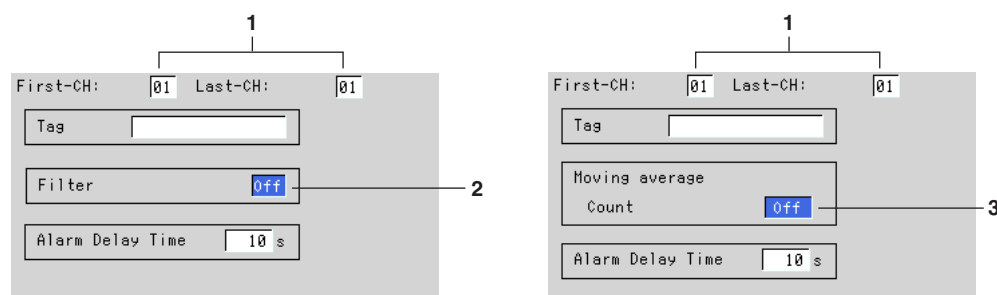 1
First-CH: 01 Last-CH: 01
Tag
Filter Off 2
Alarm Delay Time 10 s
1
First-CH: 01 Last-CH: 01
Tag
Moving average
Count Off 3
Alarm Delay Time 10 s